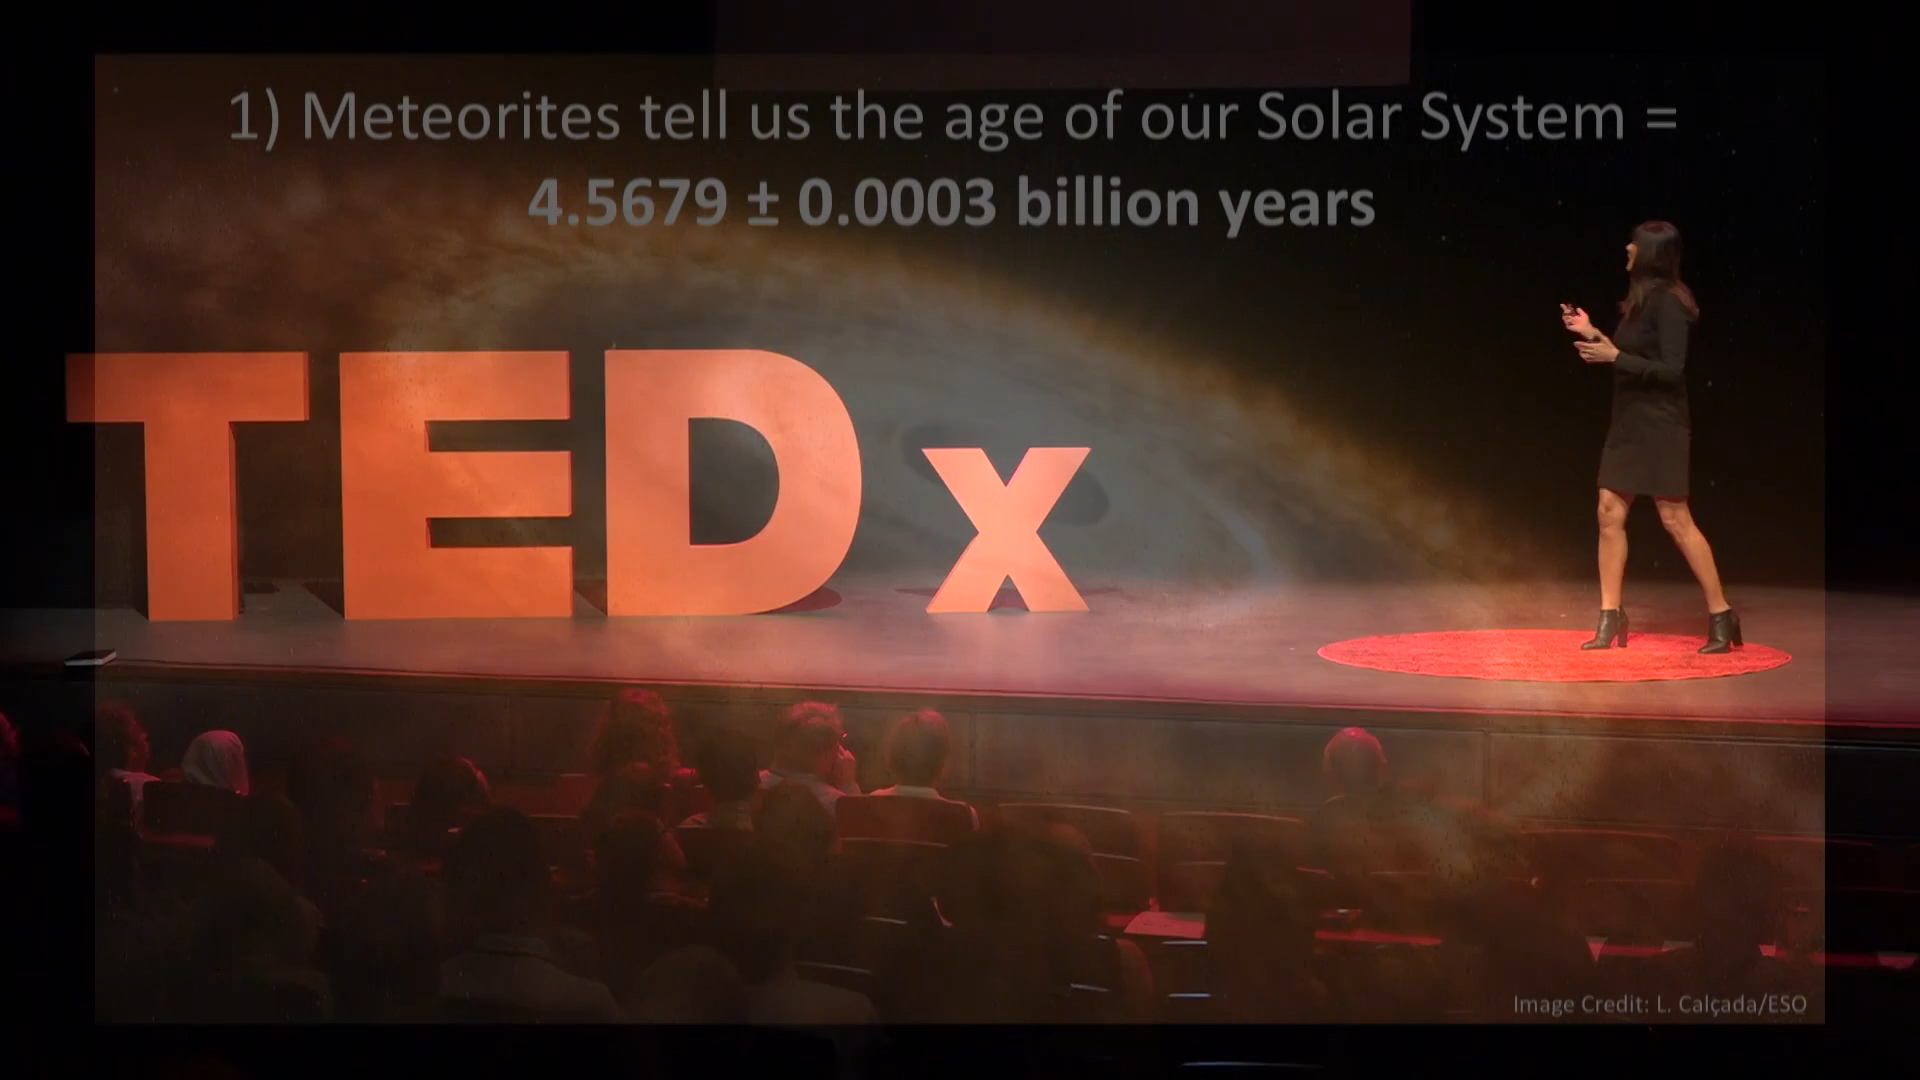 1) Meteorites tell us the age of our Solar System =
4.5679 ± 0.0003 billion years
TEDx
Image Credit: L. Calçada/ESO